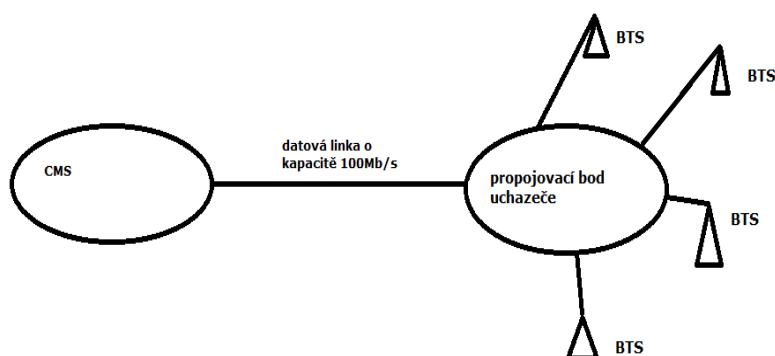 BTS
BTS
datová linka o
kapacitě 100Mb/s
CMS
propojovací bod
uchazeče
BTS
BTS